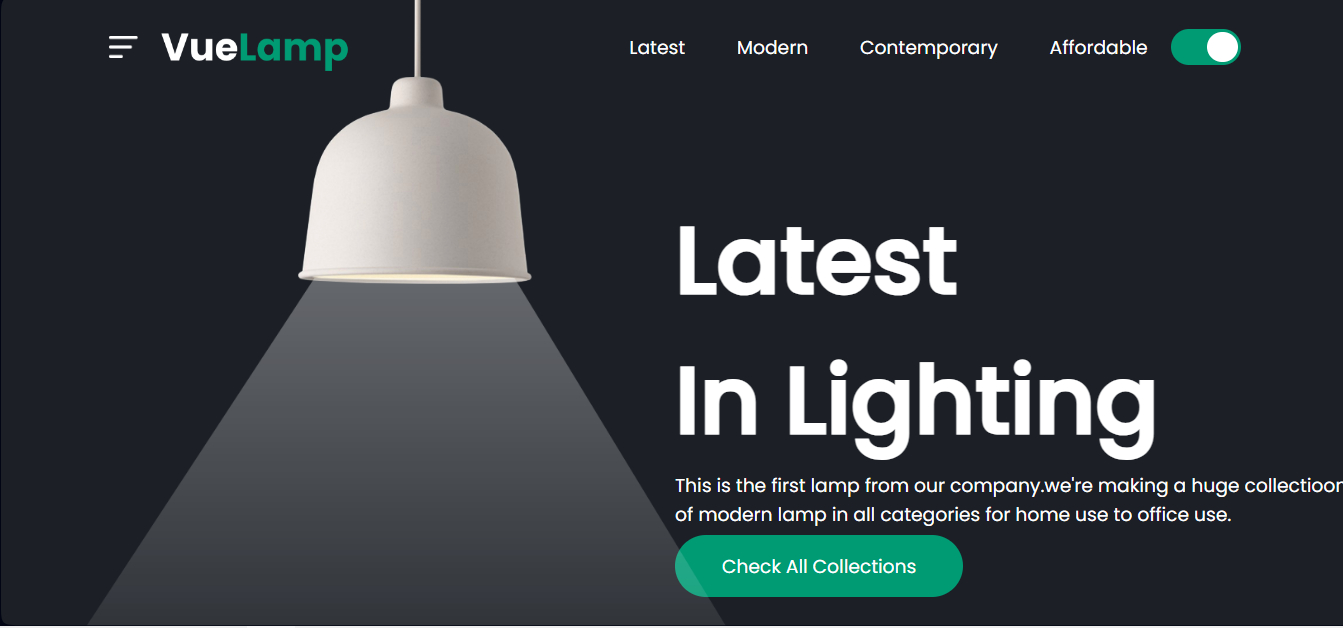 VueLamp
Latest
Modern
Contemporary
Affordable
Latest
In Lighting
This is the first lamp from our company.we're making a huge collectioon
of modern lamp in all categories for home use to office use.
Check All Collections